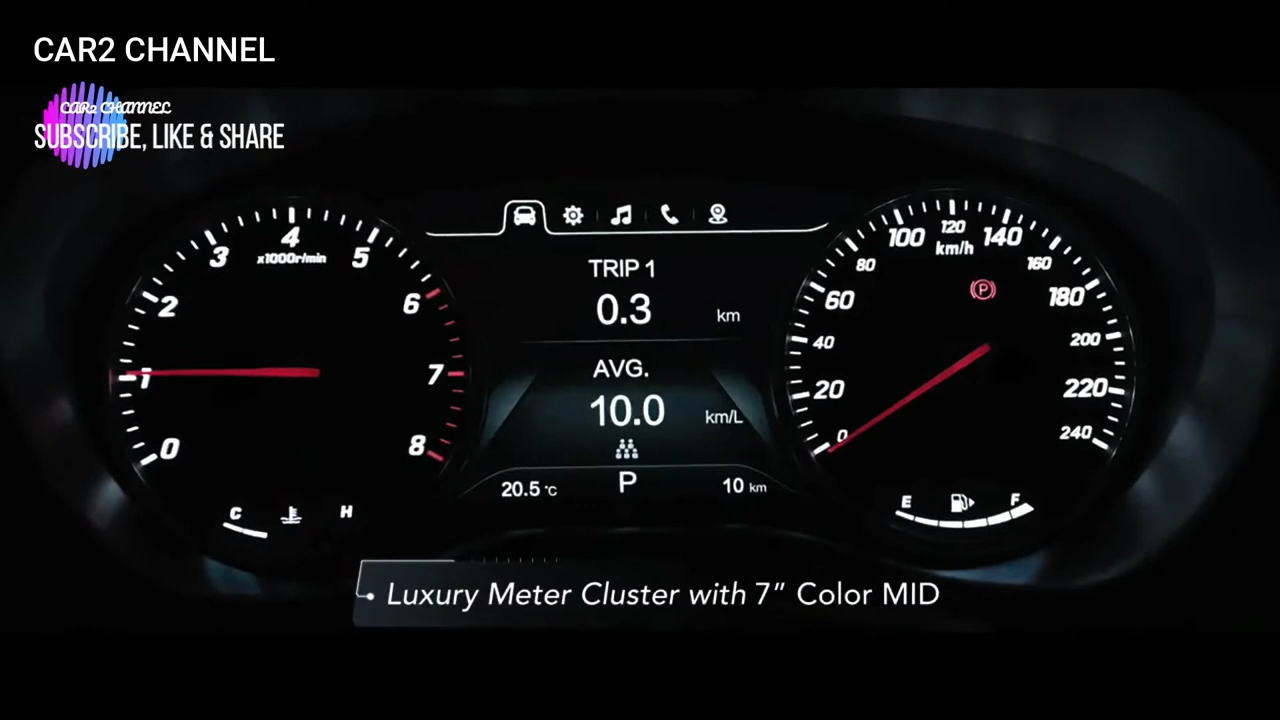 CAR2 CHANNEL
CAR2 CHANNEL
SUBSCRIBE, LIKE & SHARE
0
1
2
3
4
5
6
7
8
x1000r/min
C
H
TRIP 1
0.3 km
AVG.
10.0 km/L
20.5 °C
P
10 km
0
20
40
60
80
100
120
140
160
180
200
220
240
km/h
P
E
F
Luxury Meter Cluster with 7” Color MID